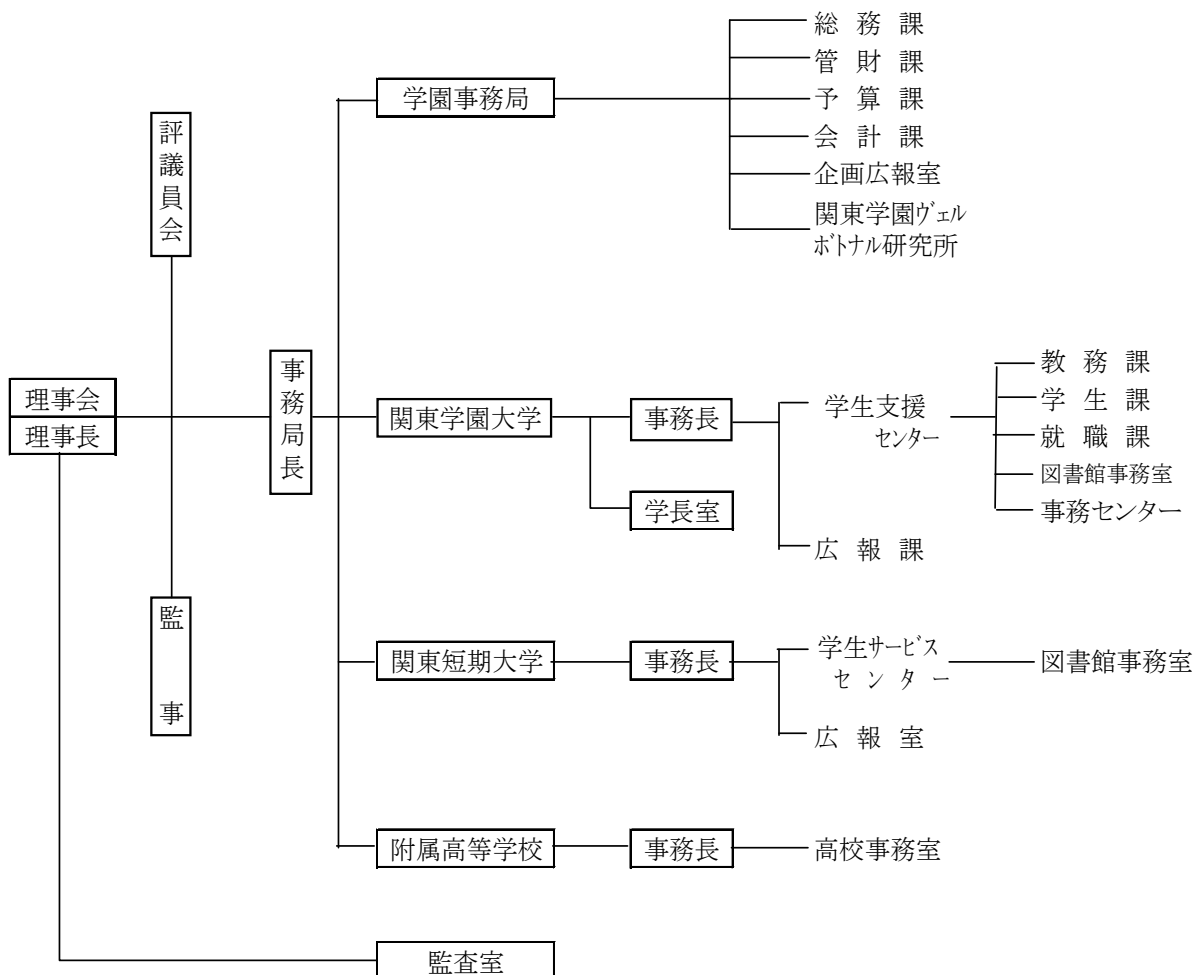 総務課
管財課
学園事務局
予算課
会計課
企画広報室
関東学園ヴェル
ボトナル研究所
評議員会
理事会
理事長
事務局長
関東学園大学
事務長
学生支援
センター
教務課
学生課
就職課
図書館事務室
事務センター
学長室
広報課
監事
関東短期大学
事務長
学生サービス
センター
図書館事務室
広報室
附属高等学校
事務長
高校事務室
監査室